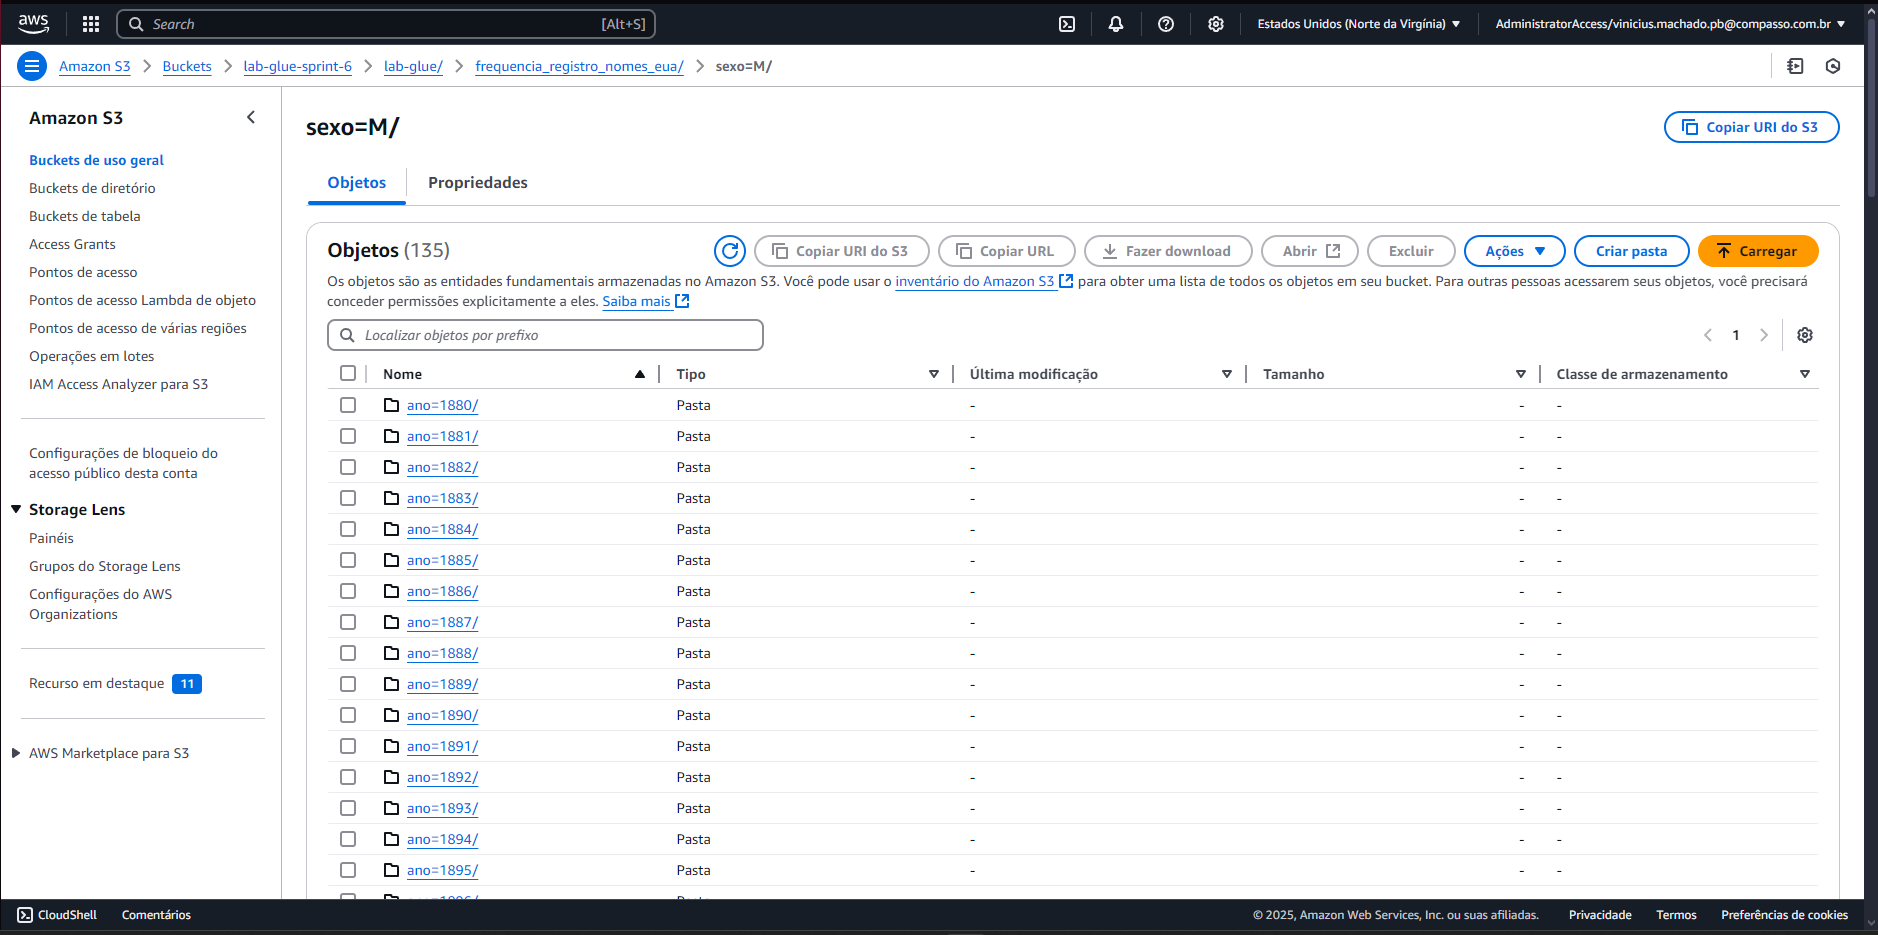 aws
Search [Alt+S]
Estados Unidos (Norte da Virgínia)
AdministratorAccess/vinicius.machado.pb@compasso.com.br
Amazon S3 > Buckets > lab-glue-sprint-6 > lab-glue/ > frequencia_registro_nomes_eua/ > sexo=M/
Amazon S3
Buckets de uso geral
Buckets de diretório
Buckets de tabela
Access Grants
Pontos de acesso
Pontos de acesso Lambda de objeto
Pontos de acesso de várias regiões
Operações em lotes
IAM Access Analyzer para S3
Configurações de bloqueio do
acesso público desta conta
Storage Lens
Painéis
Grupos do Storage Lens
Configurações do AWS
Organizations
Recurso em destaque 11
AWS Marketplace para S3
sexo=M/
Copiar URI do S3
Objetos
Propriedades
Objetos (135)
Copiar URI do S3
Copiar URL
Fazer download
Abrir
Excluir
Ações
Criar pasta
Carregar
Os objetos são as entidades fundamentais armazenadas no Amazon S3. Você pode usar o inventário do Amazon S3 para obter uma lista de todos os objetos em seu bucket. Para outras pessoas acessarem seus objetos, você precisará
conceder permissões explicitamente a eles. Saiba mais
Localizar objetos por prefixo
1
Nome Tipo Última modificação Tamanho Classe de armazenamento
ano=1880/ Pasta - - -
ano=1881/ Pasta - - -
ano=1882/ Pasta - - -
ano=1883/ Pasta - - -
ano=1884/ Pasta - - -
ano=1885/ Pasta - - -
ano=1886/ Pasta - - -
ano=1887/ Pasta - - -
ano=1888/ Pasta - - -
ano=1889/ Pasta - - -
ano=1890/ Pasta - - -
ano=1891/ Pasta - - -
ano=1892/ Pasta - - -
ano=1893/ Pasta - - -
ano=1894/ Pasta - - -
ano=1895/ Pasta - - -
CloudShell
Comentários
© 2025, Amazon Web Services, Inc. ou suas afiliadas.
Privacidade
Termos
Preferências de cookies